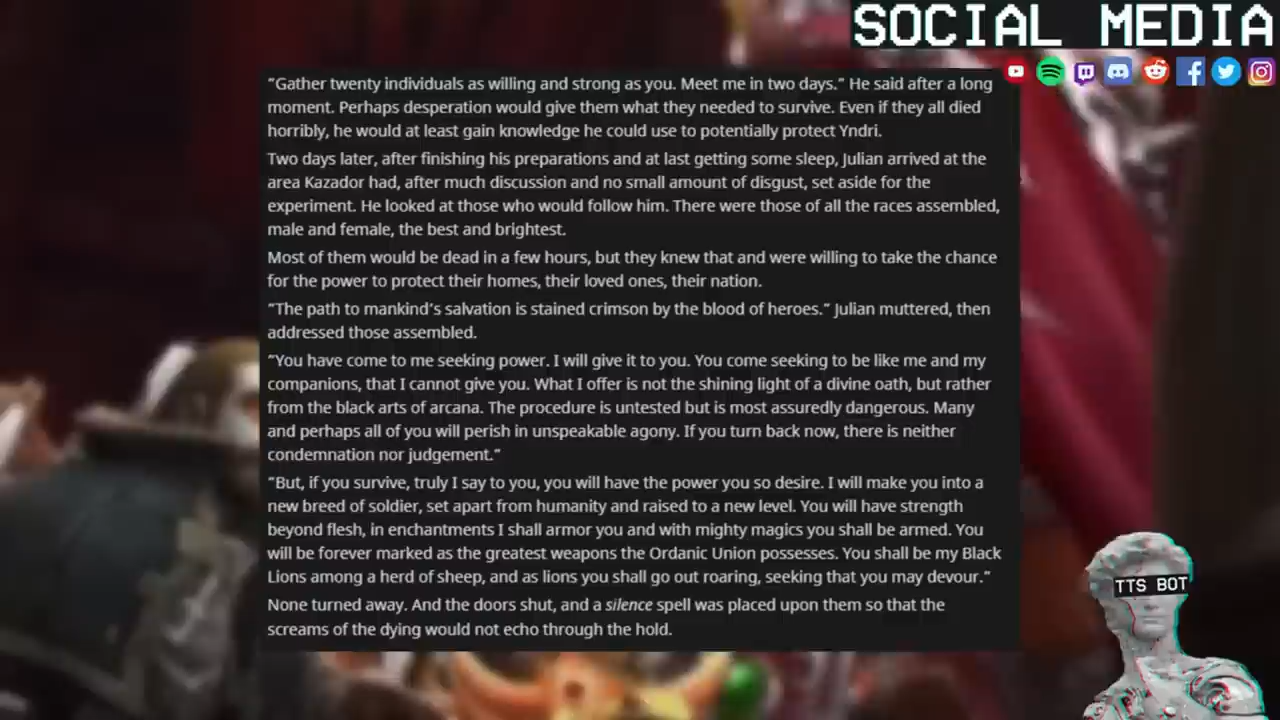 SOCIAL MEDIA
“Gather twenty individuals as willing and strong as you. Meet me in two days.” He said after a long
moment. Perhaps desperation would give them what they needed to survive. Even if they all died
horribly, he would at least gain knowledge he could use to potentially protect Yndri.
Two days later, after finishing his preparations and at last getting some sleep, Julian arrived at the
area Kazador had, after much discussion and no small amount of disgust, set aside for the
experiment. He looked at those who would follow him. There were those of all the races assembled,
male and female, the best and brightest.
Most of them would be dead in a few hours, but they knew that and were willing to take the chance
for the power to protect their homes, their loved ones, their nation.
“The path to mankind’s salvation is stained crimson by the blood of heroes.” Julian muttered, then
addressed those assembled.
“You have come to me seeking power. I will give it to you. You come seeking to be like me and my
companions, that I cannot give you. What I offer is not the shining light of a divine oath, but rather
from the black arts of arcana. The procedure is untested but is most assuredly dangerous. Many
and perhaps all of you will perish in unspeakable agony. If you turn back now, there is neither
condemnation nor judgement.”
“But, if you survive, truly I say to you, you will have the power you so desire. I will make you into a
new breed of soldier, set apart from humanity and raised to a new level. You will have strength
beyond flesh, in enchantments I shall armor you and with mighty magics you shall be armed. You
will be forever marked as the greatest weapons the Ordanic Union possesses. You shall be my Black
Lions among a herd of sheep, and as lions you shall go out roaring, seeking that you may devour.”
None turned away. And the doors shut, and a silence spell was placed upon them so that the
screams of the dying would not echo through the hold.
TTS BOT